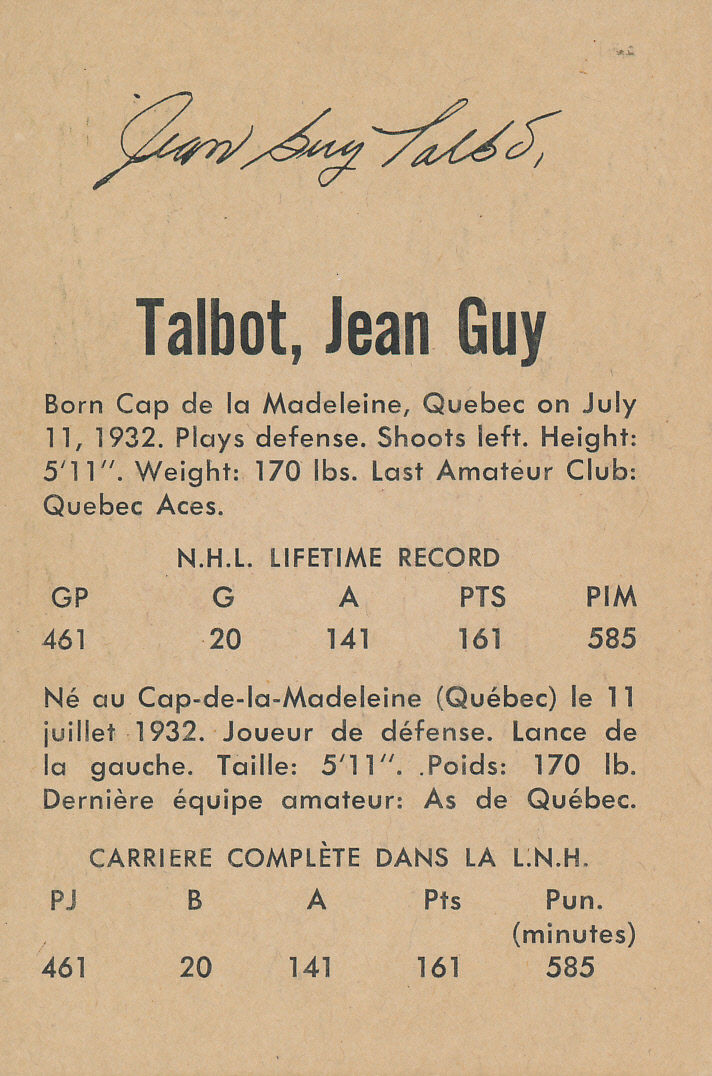 Jean Guy Talbot,
Talbot, Jean Guy
Born Cap de la Madeleine, Quebec on July
11, 1932. Plays defense. Shoots left. Height:
5'11". Weight: 170 lbs. Last Amateur Club:
Quebec Aces.
N.H.L. LIFETIME RECORD
GP G A PTS PIM
461 20 141 161 585
Né au Cap-de-la-Madeleine (Québec) le 11
juillet 1932. Joueur de défense. Lance de
la gauche. Taille: 5'11". .Poids: 170 lb.
Dernière équipe amateur: As de Québec.
CARRIERE COMPLÈTE DANS LA L.N.H.
PJ B A Pts Pun.
(minutes)
461 20 141 161 585